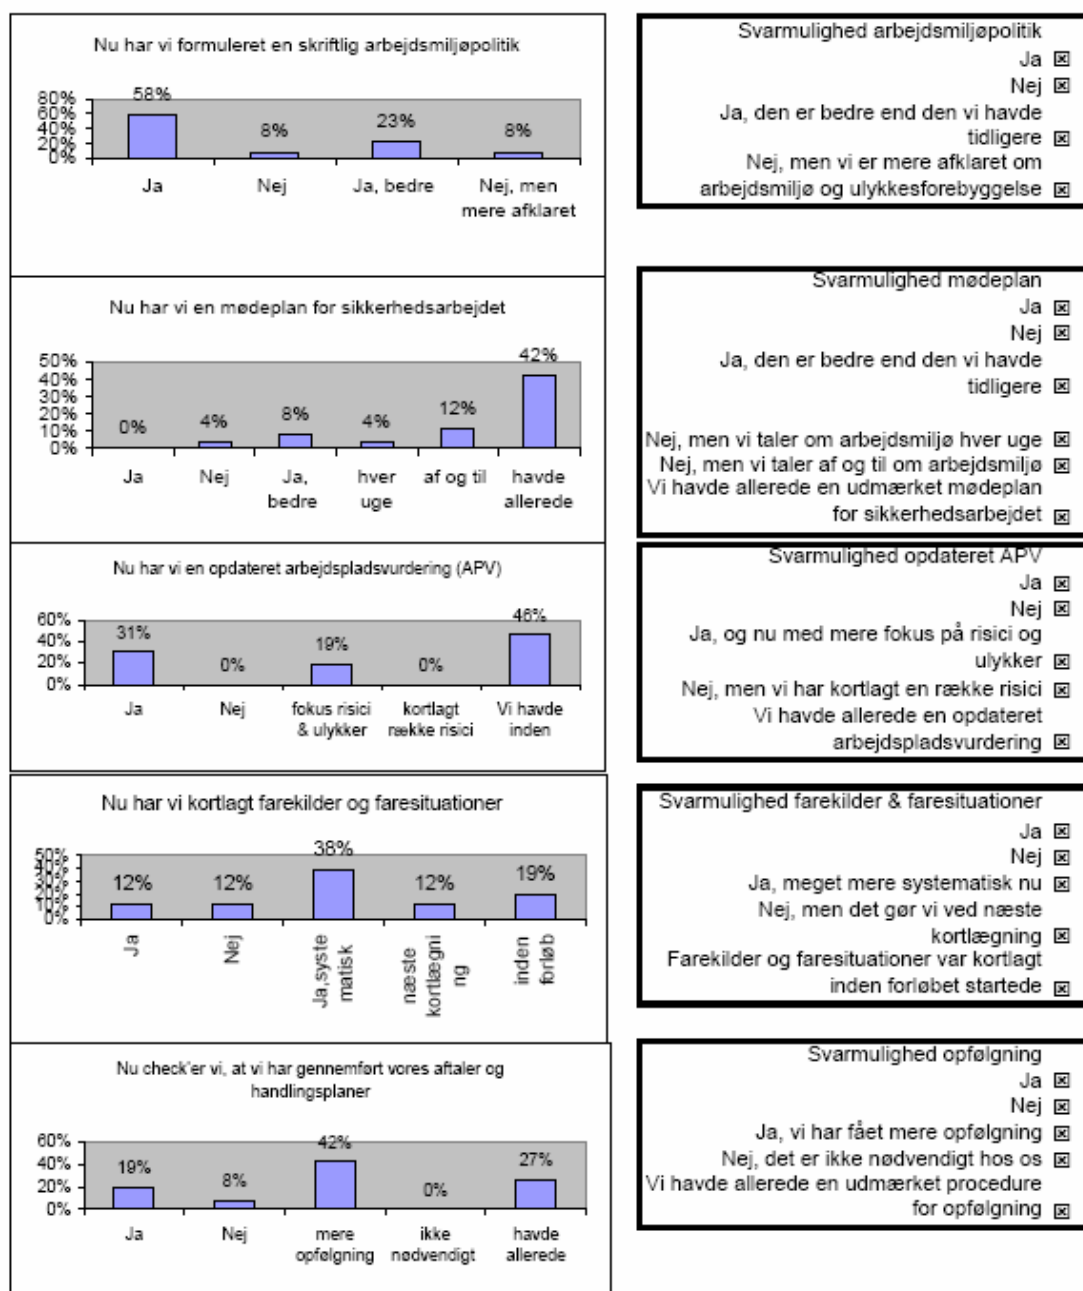 Nu har vi formuleret en skriftlig arbejdsmiljøpolitik
80%
60%
40%
20%
0%
58%
8%
23%
8%
Ja
Nej
Ja, bedre
Nej, men
mere afklaret
Svarmulighed arbejdsmiljøpolitik
Ja ☒
Nej ☒
Ja, den er bedre end den vi havde
tidligere ☒
Nej, men vi er mere afklaret om
arbejdsmiljø og ulykkesforebyggelse ☒
Nu har vi en mødeplan for sikkerhedsarbejdet
50%
40%
30%
20%
10%
0%
0%
4%
8%
4%
12%
42%
Ja
Nej
Ja,
bedre
hver
uge
af og til
havde
allerede
Svarmulighed mødeplan
Ja ☒
Nej ☒
Ja, den er bedre end den vi havde
tidligere ☒
Nej, men vi taler om arbejdsmiljø hver uge ☒
Nej, men vi taler af og til om arbejdsmiljø ☒
Vi havde allerede en udmærket mødeplan
for sikkerhedsarbejdet ☒
Nu har vi en opdateret arbejdspladsvurdering (APV)
60%
40%
20%
0%
31%
0%
19%
0%
46%
Ja
Nej
fokus risici
& ulykker
kortlagt
række risici
Vi havde
inden
Svarmulighed opdateret APV
Ja ☒
Nej ☒
Ja, og nu med mere fokus på risici og
ulykker ☒
Nej, men vi har kortlagt en række risici ☒
Vi havde allerede en opdateret
arbejdspladsvurdering ☒
Nu har vi kortlagt farekilder og faresituationer
50%
40%
30%
20%
10%
0%
12%
12%
38%
12%
19%
Ja
Nej
Ja,syste
matisk
næste
kortlægni
ng
inden
forløb
Svarmulighed farekilder & faresituationer
Ja ☒
Nej ☒
Ja, meget mere systematisk nu ☒
Nej, men det gør vi ved næste
kortlægning ☒
Farekilder og faresituationer var kortlagt
inden forløbet startede ☒
Nu check'er vi, at vi har gennemført vores aftaler og
handlingsplaner
60%
40%
20%
0%
19%
8%
42%
0%
27%
Ja
Nej
mere
opfølgning
ikke
nødvendigt
havde
allerede
Svarmulighed opfølgning
Ja ☒
Nej ☒
Ja, vi har fået mere opfølgning ☒
Nej, det er ikke nødvendigt hos os ☒
Vi havde allerede en udmærket procedure
for opfølgning ☒